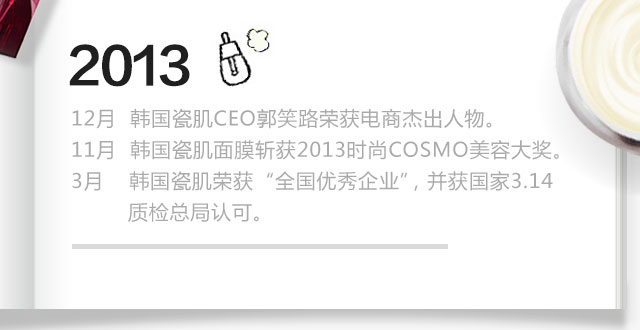 2013
12月 韩国瓷肌CEO郭笑路荣获电商杰出人物。
11月 韩国瓷肌面膜斩获2013时尚COSMO美容大奖。
3月 韩国瓷肌荣获“全国优秀企业”，并获国家3.14
质检总局认可。